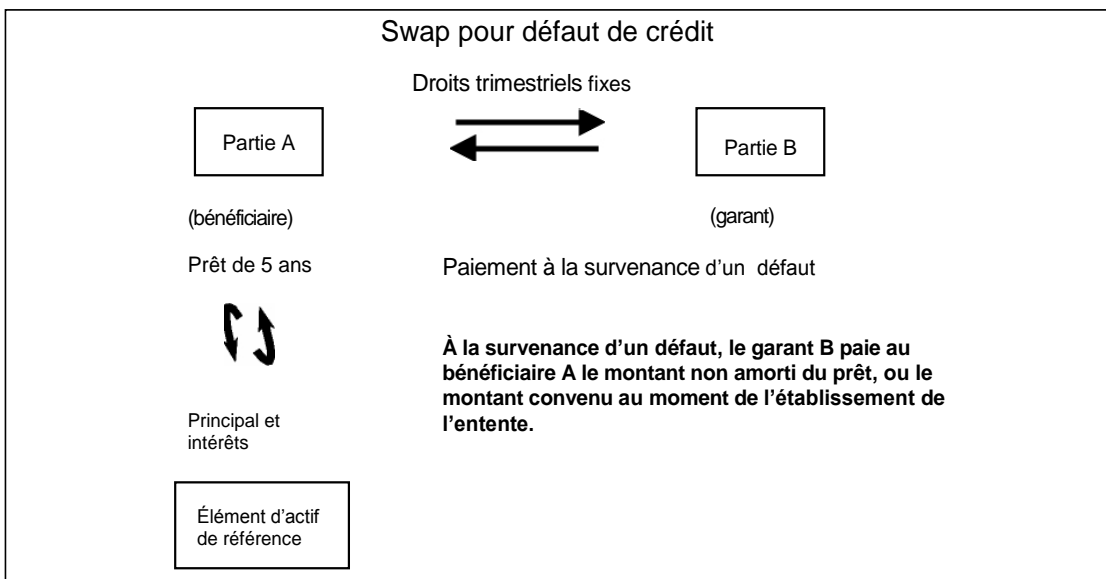 Swap pour défaut de crédit
Droits trimestriels fixes
Partie A
Partie B
(bénéficiaire)
(garant)
Prêt de 5 ans
Paiement à la survenance d'un défaut
À la survenance d'un défaut, le garant B paie au
bénéficiaire A le montant non amorti du prêt, ou le
montant convenu au moment de l'établissement de
l'entente.
Principal et
intérêts
Élément d'actif
de référence